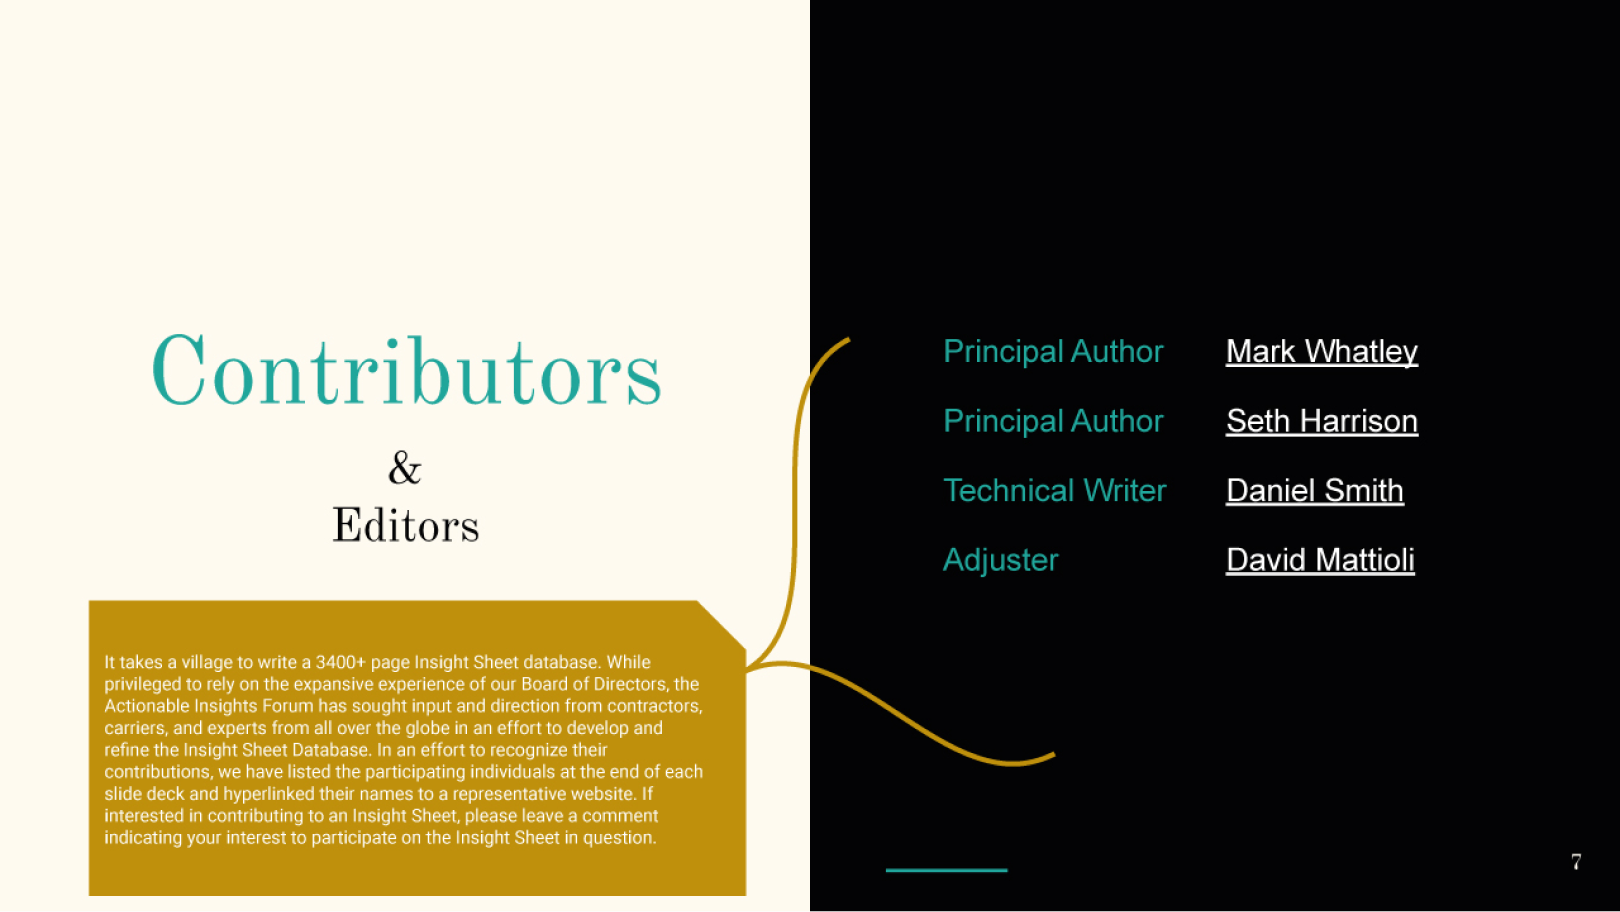 Contributors
&
Editors
It takes a village to write a 3400+ page Insight Sheet database. While
privileged to rely on the expansive experience of our Board of Directors, the
Actionable Insights Forum has sought input and direction from contractors,
carriers, and experts from all over the globe in an effort to develop and
refine the Insight Sheet Database. In an effort to recognize their
contributions, we have listed the participating individuals at the end of each
slide deck and hyperlinked their names to a representative website. If
interested in contributing to an Insight Sheet, please leave a comment
indicating your interest to participate on the Insight Sheet in question.
Principal Author Mark Whatley
Principal Author Seth Harrison
Technical Writer Daniel Smith
Adjuster David Mattioli
7